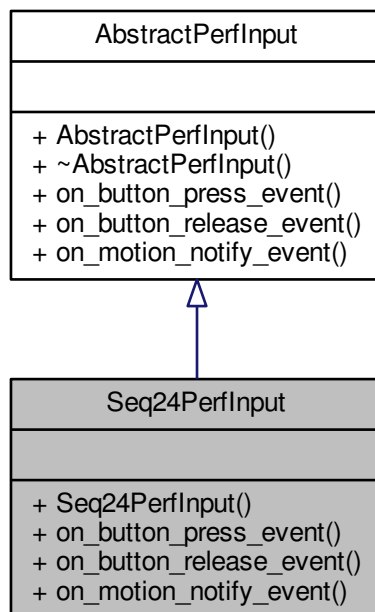 AbstractPerfInput
+ AbstractPerfInput()
+ ~AbstractPerfInput()
+ on_button_press_event()
+ on_button_release_event()
+ on_motion_notify_event()
Seq24PerfInput
+ Seq24PerfInput()
+ on_button_press_event()
+ on_button_release_event()
+ on_motion_notify_event()